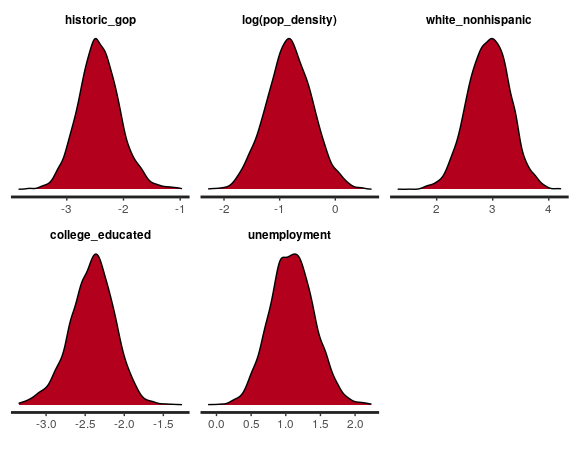 historic_gop
log(pop_density)
white_nonhispanic
-3 -2 -1
-2 -1 0
2 3 4
college_educated
unemployment
-3.0 -2.5 -2.0 -1.5
0.0 0.5 1.0 1.5 2.0